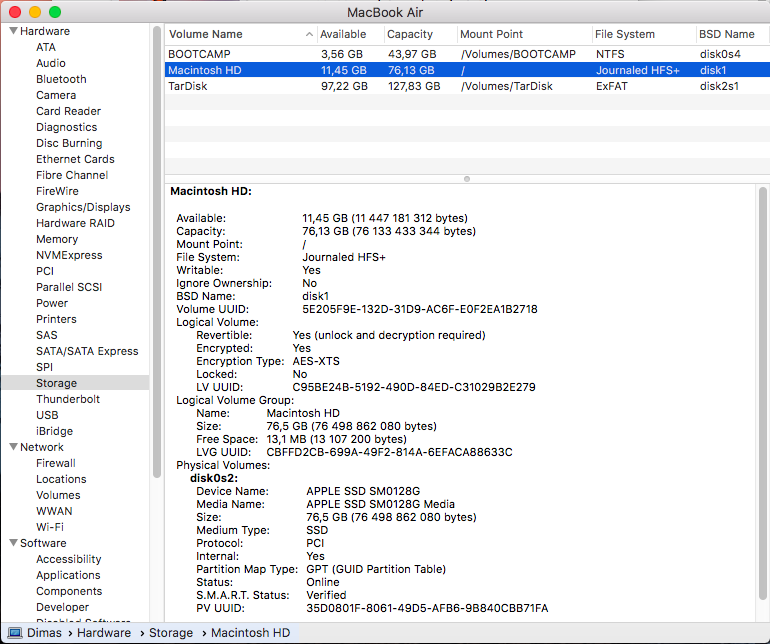 MacBook Air
Hardware
ATA
Audio
Bluetooth
Camera
Card Reader
Diagnostics
Disc Burning
Ethernet Cards
Fibre Channel
FireWire
Graphics/Displays
Hardware RAID
Memory
NVMExpress
PCI
Parallel SCSI
Power
Printers
SAS
SATA/SATA Express
SPI
Storage
Thunderbolt
USB
iBridge
Network
Firewall
Locations
Volumes
WWAN
Wi-Fi
Software
Accessibility
Applications
Components
Developer
Disabled Software
Volume Name Available Capacity Mount Point File System BSD Name
BOOTCAMP 3,56 GB 43,97 GB /Volumes/BOOTCAMP NTFS disk0s4
Macintosh HD 11,45 GB 76,13 GB / Journaled HFS+ disk1
TarDisk 97,22 GB 127,83 GB /Volumes/TarDisk ExFAT disk2s1
Macintosh HD:
Available: 11,45 GB (11 447 181 312 bytes)
Capacity: 76,13 GB (76 133 433 344 bytes)
Mount Point: /
File System: Journaled HFS+
Writable: Yes
Ignore Ownership: No
BSD Name: disk1
Volume UUID: 5E205F9E-132D-31D9-AC6F-E0F2EA1B2718
Logical Volume:
Revertible: Yes (unlock and decryption required)
Encrypted: Yes
Encryption Type: AES-XTS
Locked: No
LV UUID: C95BE24B-5192-490D-84ED-C31029B2E279
Logical Volume Group:
Name: Macintosh HD
Size: 76,5 GB (76 498 862 080 bytes)
Free Space: 13,1 MB (13 107 200 bytes)
LVG UUID: CBFFD2CB-699A-49F2-814A-6EFACA88633C
Physical Volumes:
disk0s2:
Device Name: APPLE SSD SM0128G
Media Name: APPLE SSD SM0128G Media
Size: 76,5 GB (76 498 862 080 bytes)
Medium Type: SSD
Protocol: PCI
Internal: Yes
Partition Map Type: GPT (GUID Partition Table)
Status: Online
S.M.A.R.T. Status: Verified
PV UUID: 35D0801F-8061-49D5-AFB6-9B840CBB71FA
Dimas › Hardware › Storage › Macintosh HD